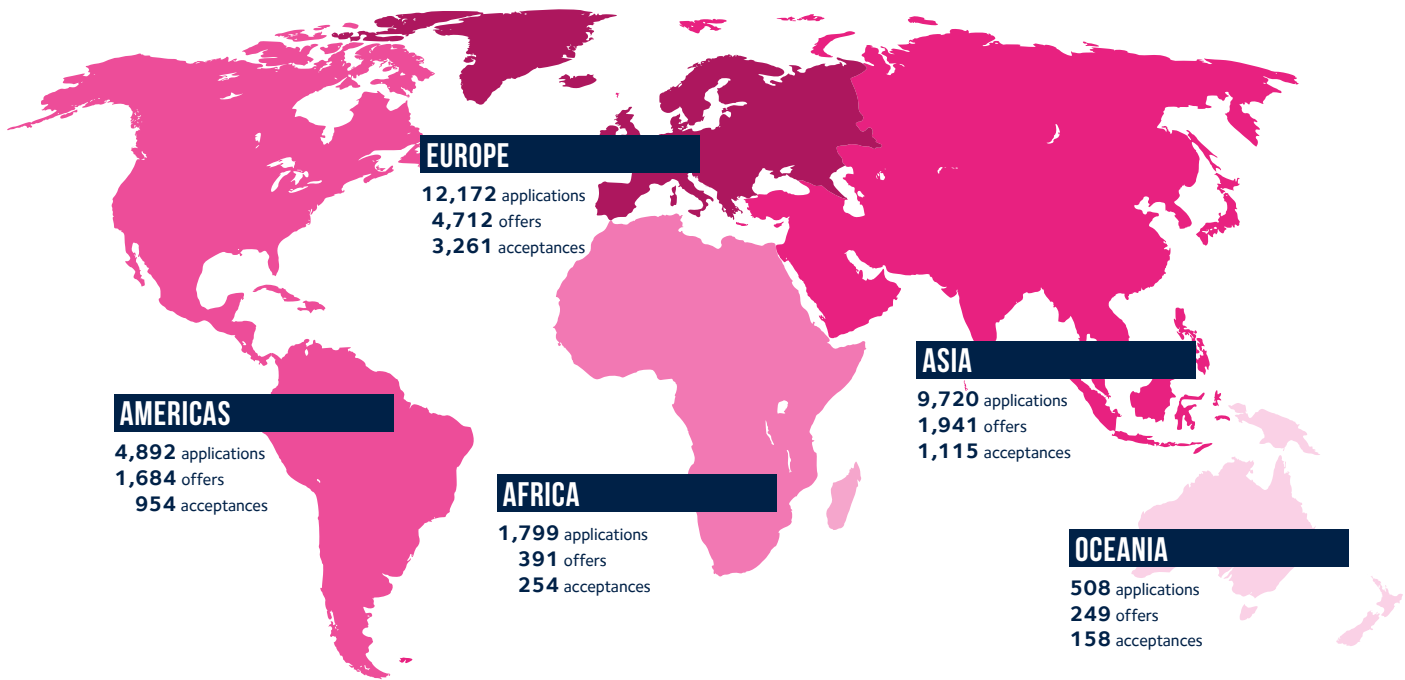 EUROPE
12,172 applications
4,712 offers
3,261 acceptances
ASIA
9,720 applications
1,941 offers
1,115 acceptances
AMERICAS
4,892 applications
1,684 offers
954 acceptances
AFRICA
1,799 applications
391 offers
254 acceptances
OCEANIA
508 applications
249 offers
158 acceptances